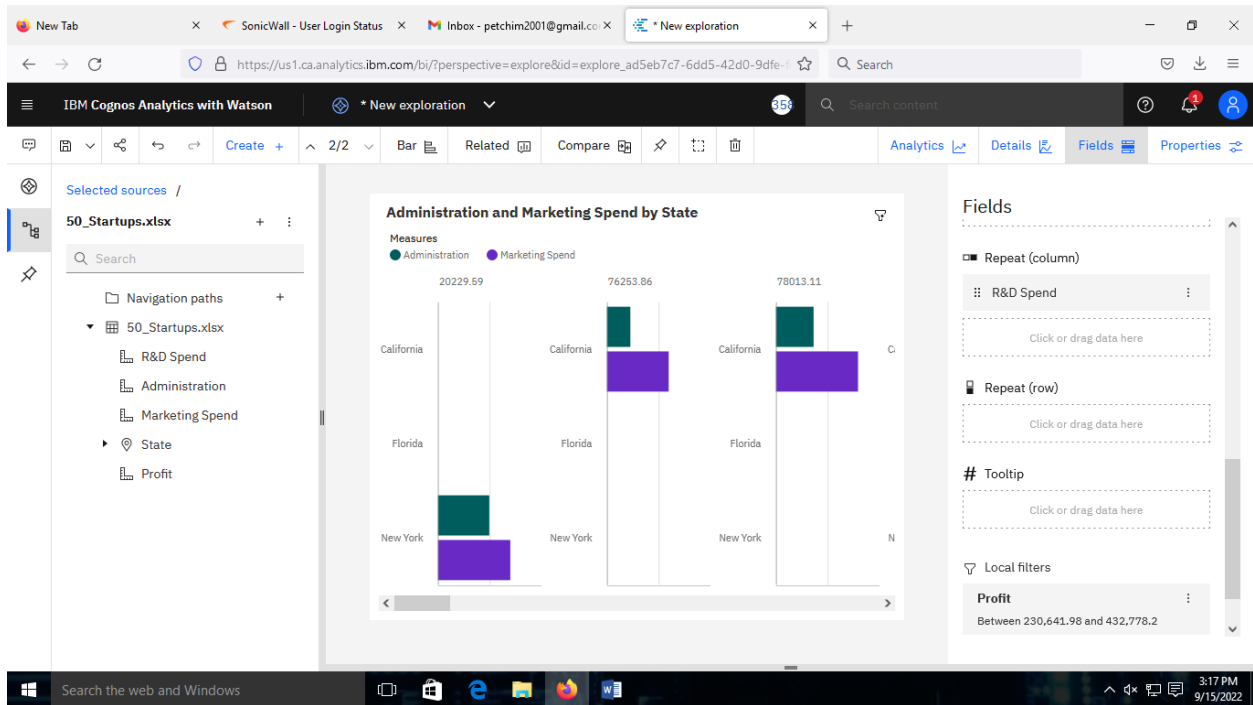 New Tab
SonicWall - User Login Status
Inbox - petchim2001@gmail.co
* New exploration
https://us1.ca.analytics.ibm.com/bi/?perspective=explore&id=explore_ad5eb7c7-6dd5-42d0-9dfe-f
Search
IBM Cognos Analytics with Watson
* New exploration
358
Search content
1
Create +
2/2
Bar
Related
Compare
Analytics
Details
Fields
Properties
Selected sources /
50_Startups.xlsx
Search
Navigation paths
50_Startups.xlsx
R&D Spend
Administration
Marketing Spend
State
Profit
Administration and Marketing Spend by State
Measures
Administration Marketing Spend
20229.59 76253.86 78013.11
California California California C
Florida Florida Florida
New York New York New York N
Fields
Repeat (column)
R&D Spend
Click or drag data here
Repeat (row)
Click or drag data here
# Tooltip
Click or drag data here
Local filters
Profit
Between 230,641.98 and 432,778.2
Search the web and Windows
3:17 PM
9/15/2022